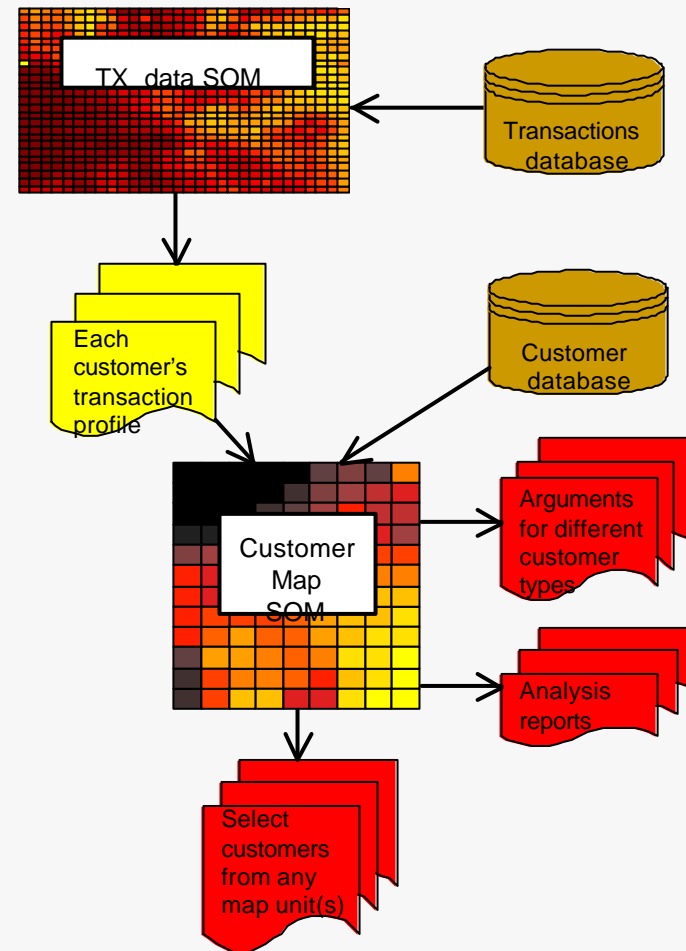 TX data SOM
Transactions
database
Each
customer's
transaction
profile
Customer
database
Customer
Map
SOM
Arguments
for different
customer
types
Analysis
reports
Select
customers
from any
map unit(s)